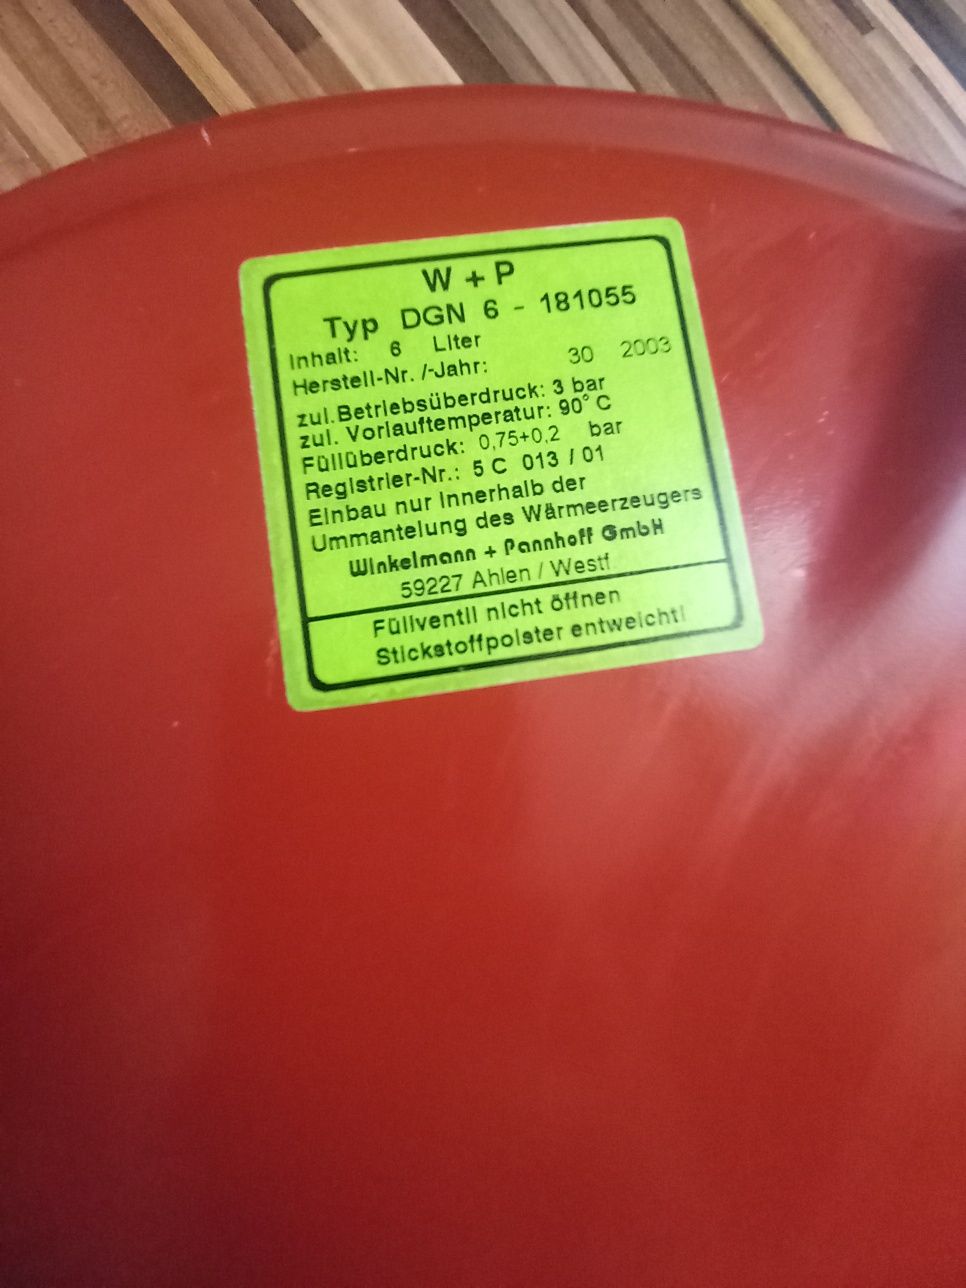 W + P
Typ DGN 6 - 181055
Inhalt: 6 Liter
Herstell-Nr. /-Jahr: 30 2003
zul. Betriebsüberdruck: 3 bar
zul. Vorlauftemperatur: 90° C
Füllüberdruck: 0,75+0,2 bar
Registrier-Nr.: 5 C 013 / 01
Einbau nur innerhalb der
Ummantelung des Wärmeerzeugers
Winkelmann + Pannhoff GmbH
59227 Ahlen / Westf.
Füllventil nicht öffnen
Stickstoffpolster entweicht!